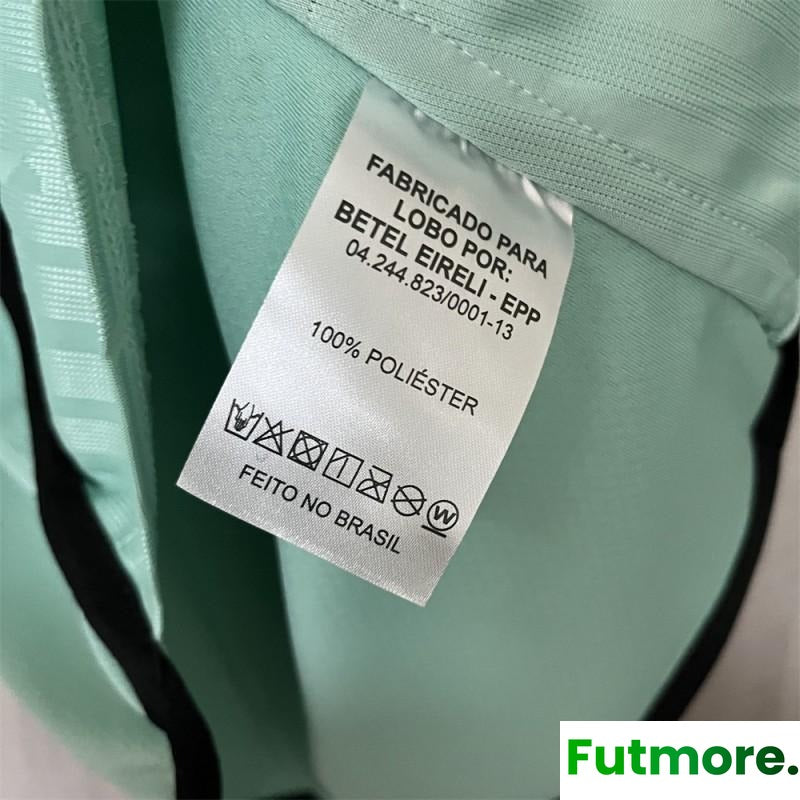 FABRICADO PARA
LOBO POR:
BETEL EIRELI - EPP
04.244.823/0001-13
100% POLIÉSTER
W
FEITO NO BRASIL
Futmore.